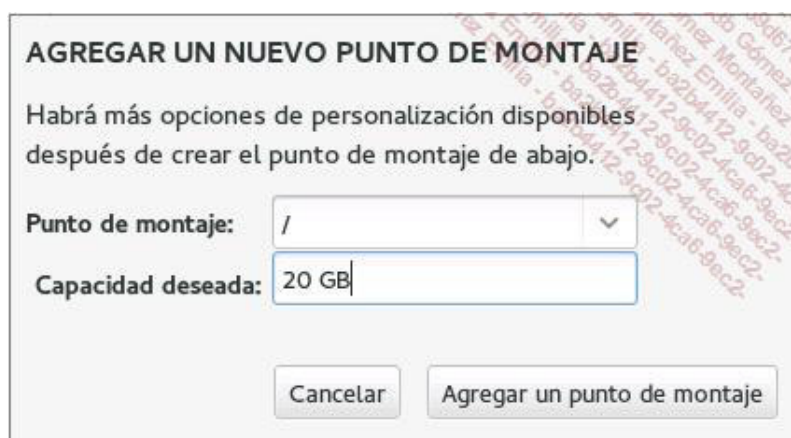 AGREGAR UN NUEVO PUNTO DE MONTAJE
Habrá más opciones de personalización disponibles
después de crear el punto de montaje de abajo.
Punto de montaje: /
Capacidad deseada: 20 GB
Cancelar Agregar un punto de montaje